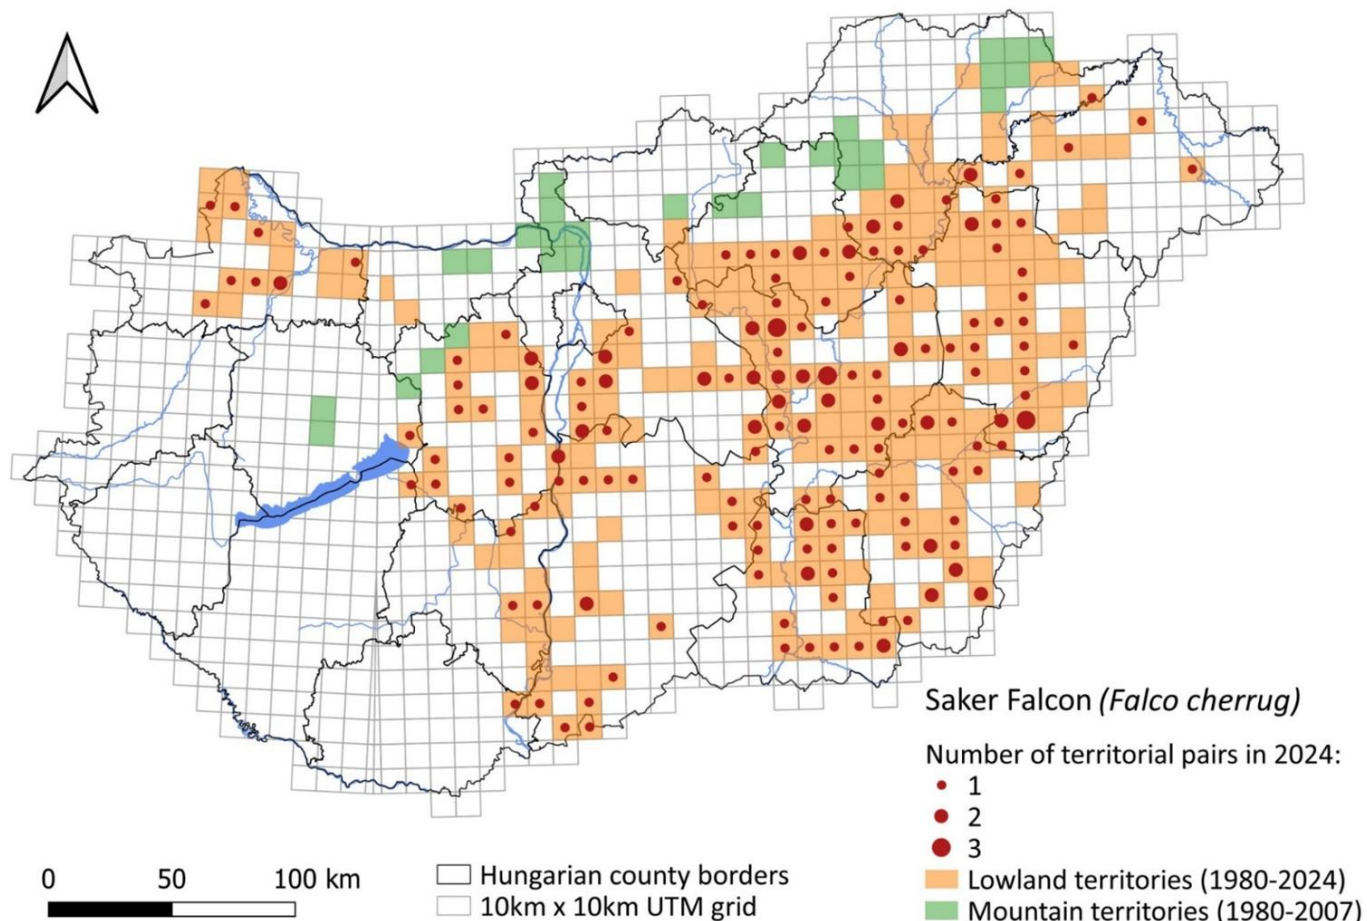 Saker Falcon (Falco cherrug)
Number of territorial pairs in 2024:
1
2
3
Lowland territories (1980-2024)
Mountain territories (1980-2007)
0 50 100 km
Hungarian county borders
10km x 10km UTM grid